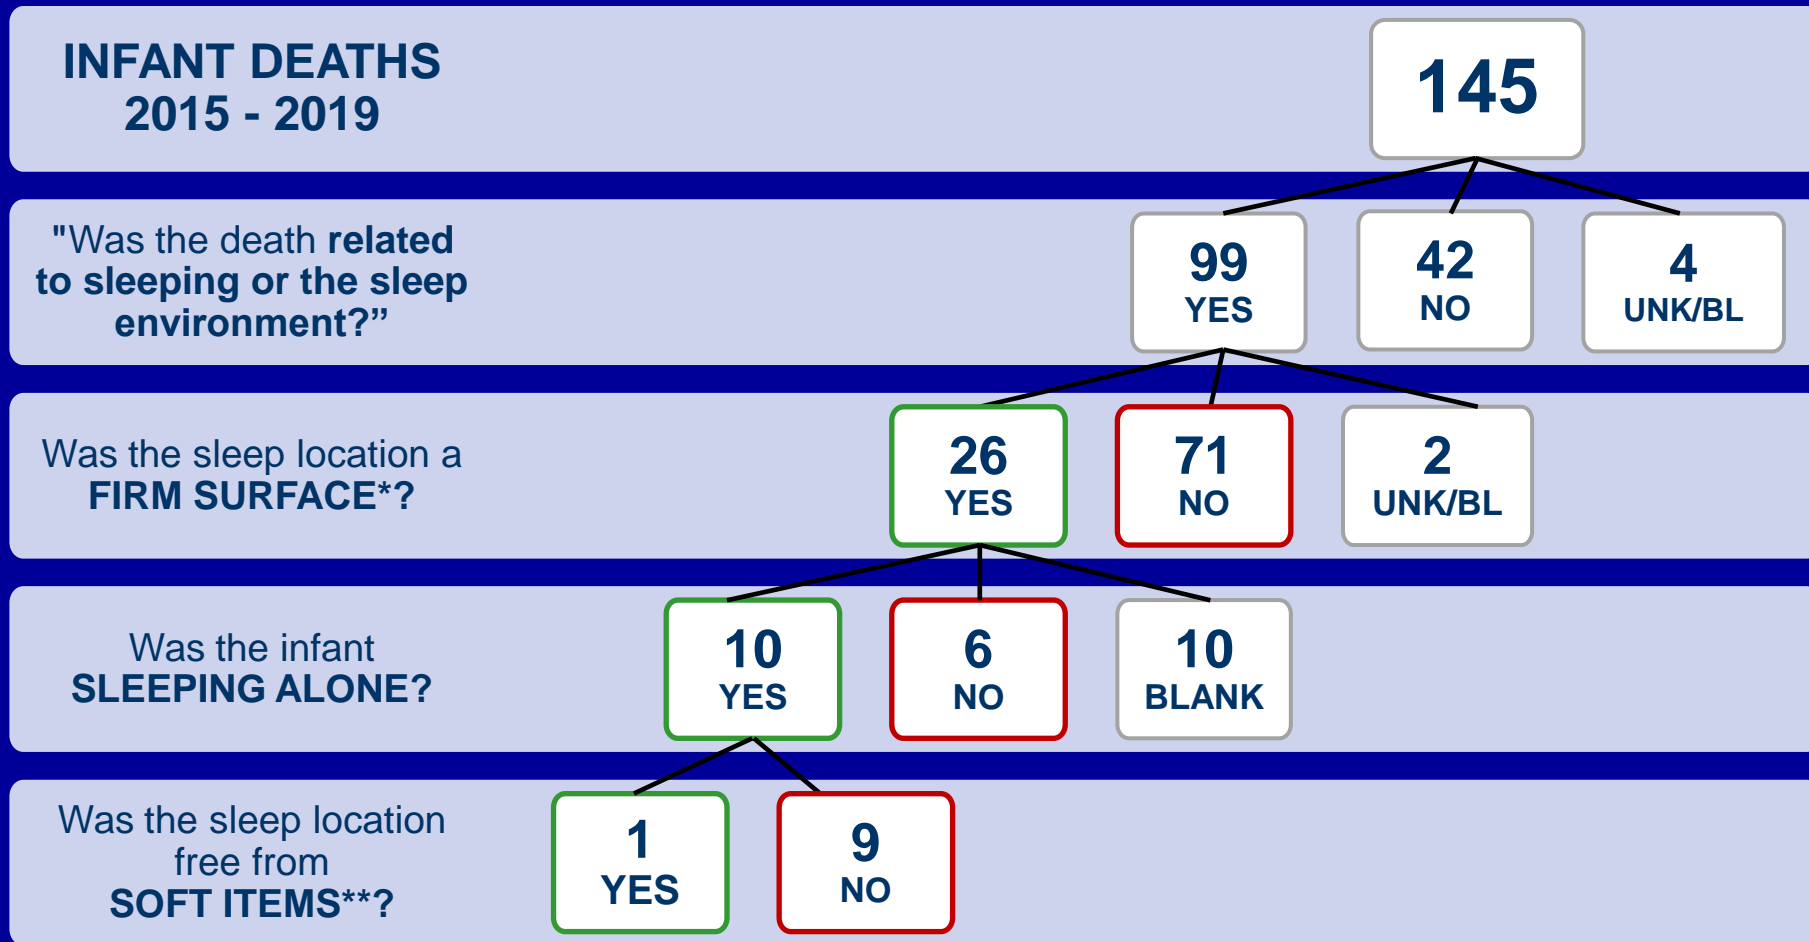 INFANT DEATHS
2015 - 2019
145
"Was the death related
to sleeping or the sleep
environment?”
99
YES
42
NO
4
UNK/BL
Was the sleep location a
FIRM SURFACE*?
26
YES
71
NO
2
UNK/BL
Was the infant
SLEEPING ALONE?
10
YES
6
NO
10
BLANK
Was the sleep location
free from
SOFT ITEMS**?
1
YES
9
NO